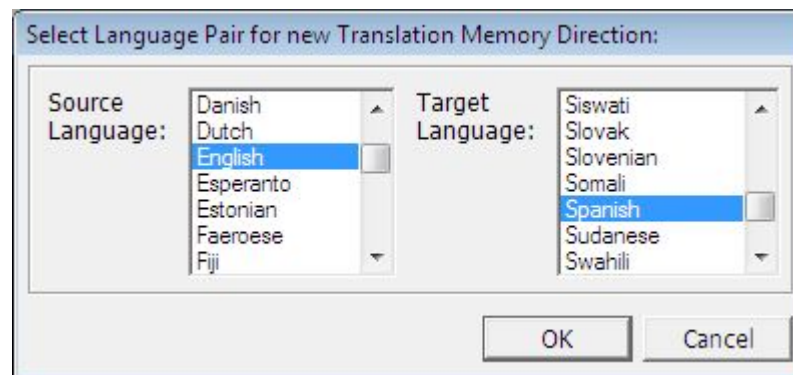 Select Language Pair for new Translation Memory Direction:
Source
Language:
Danish
Dutch
English
Esperanto
Estonian
Faeroese
Fiji
Target
Language:
Siswati
Slovak
Slovenian
Somali
Spanish
Sudanese
Swahili
OK
Cancel